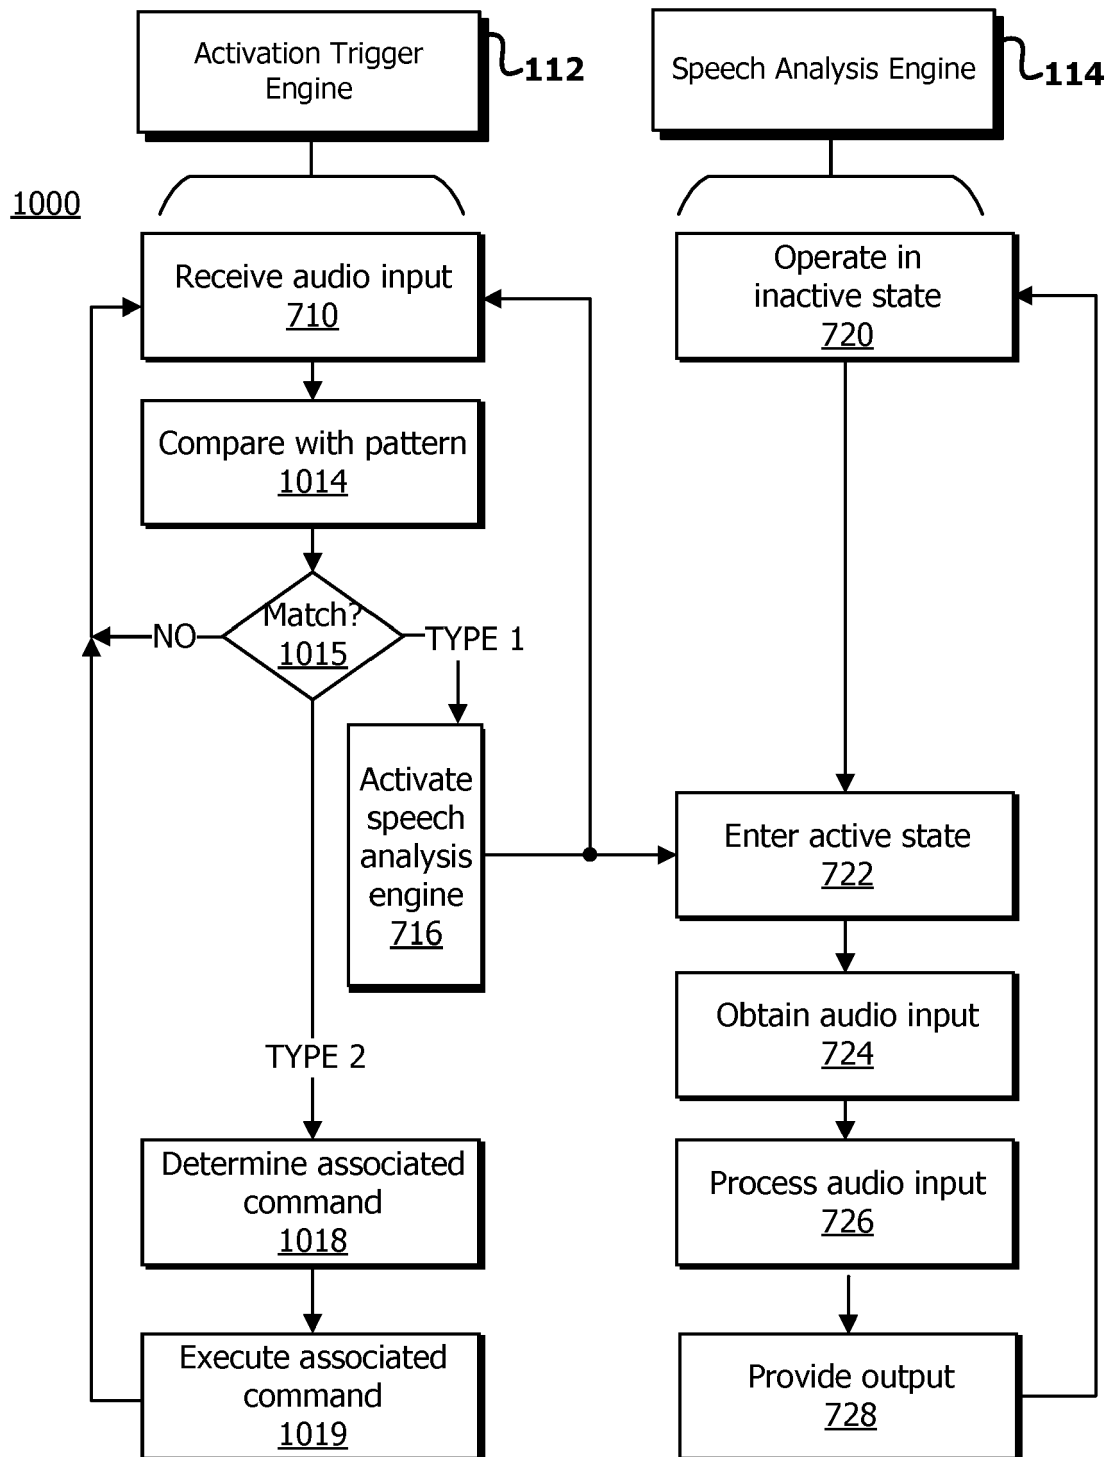 Activation Trigger
Engine
112
Speech Analysis Engine
114
1000
Receive audio input
710
Compare with pattern
1014
Match?
1015
NO
TYPE 1
Activate
speech
analysis
engine
716
TYPE 2
Determine associated
command
1018
Execute associated
command
1019
Operate in
inactive state
720
Enter active state
722
Obtain audio input
724
Process audio input
726
Provide output
728